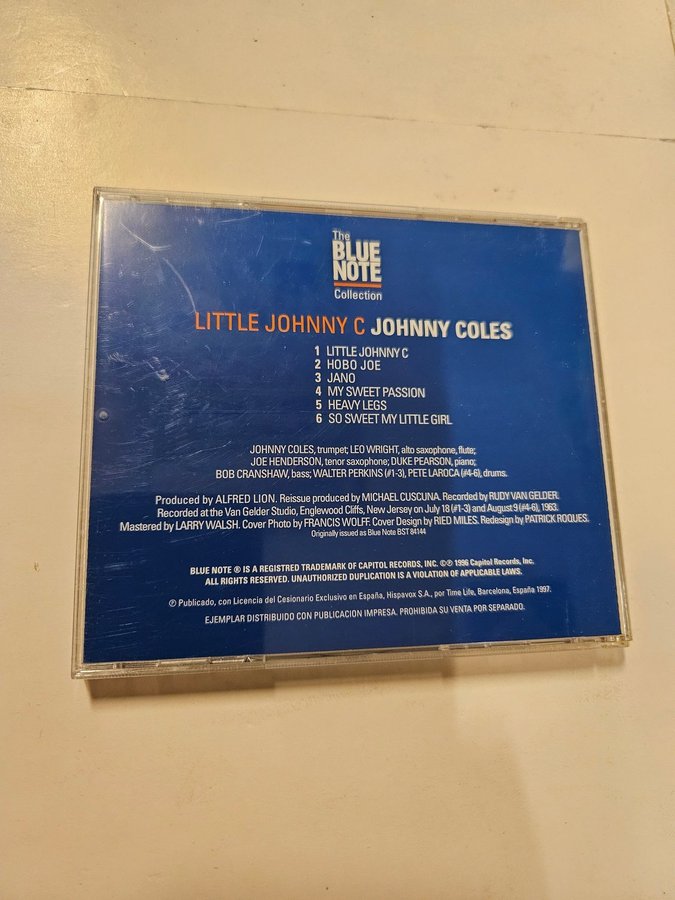 The
BLUE
NOTE
Collection
LITTLE JOHNNY C JOHNNY COLES
1 LITTLE JOHNNY C
2 HOBO JOE
3 JANO
4 MY SWEET PASSION
5 HEAVY LEGS
6 SO SWEET MY LITTLE GIRL
JOHNNY COLES, trumpet; LEO WRIGHT, alto saxophone, flute;
JOE HENDERSON, tenor saxophone; DUKE PEARSON, piano;
BOB CRANSHAW, bass; WALTER PERKINS (#1-3), PETE LAROCA (#4-6), drums.
Produced by ALFRED LION. Reissue produced by MICHAEL CUSCUNA. Recorded by RUDY VAN GELDER.
Recorded at the Van Gelder Studio, Englewood Cliffs, New Jersey on July 18 (#1-3) and August 9 (#4-6), 1963.
Mastered by LARRY WALSH. Cover Photo by FRANCIS WOLFF. Cover Design by RIED MILES. Redesign by PATRICK ROQUES.
Originally issued as Blue Note BST 84144
BLUE NOTE ® IS A REGISTRED TRADEMARK OF CAPITOL RECORDS, INC. ©℗ 1996 Capitol Records, Inc.
ALL RIGHTS RESERVED. UNAUTHORIZED DUPLICATION IS A VIOLATION OF APPLICABLE LAWS.
℗ Publicado, con Licencia del Cesionario Exclusivo en España, Hispavox S.A., por Time Life, Barcelona, España 1997.
EJEMPLAR DISTRIBUIDO CON PUBLICACION IMPRESA. PROHIBIDA SU VENTA POR SEPARADO.